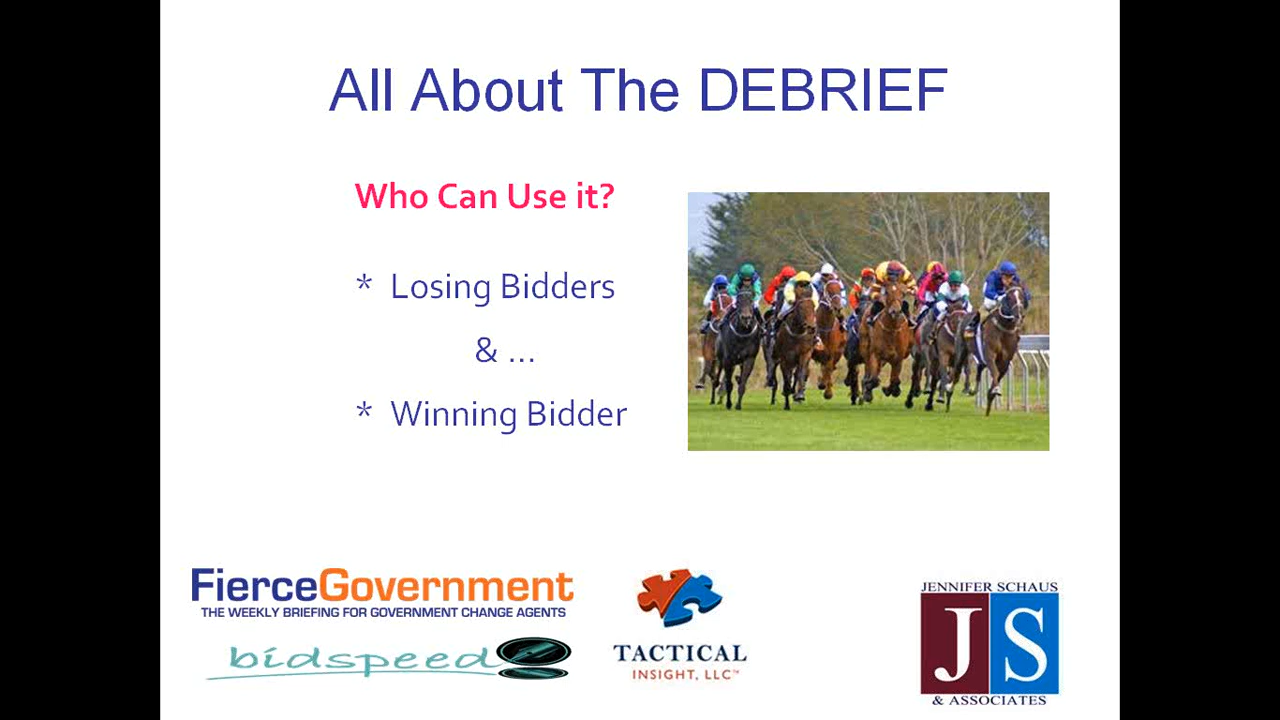 All About The DEBRIEF
Who Can Use it?
* Losing Bidders
& ...
* Winning Bidder
FierceGovernment
THE WEEKLY BRIEFING FOR GOVERNMENT CHANGE AGENTS
bidspeed
TACTICAL
INSIGHT, LLC™
JENNIFER SCHAUS
JS
& ASSOCIATES